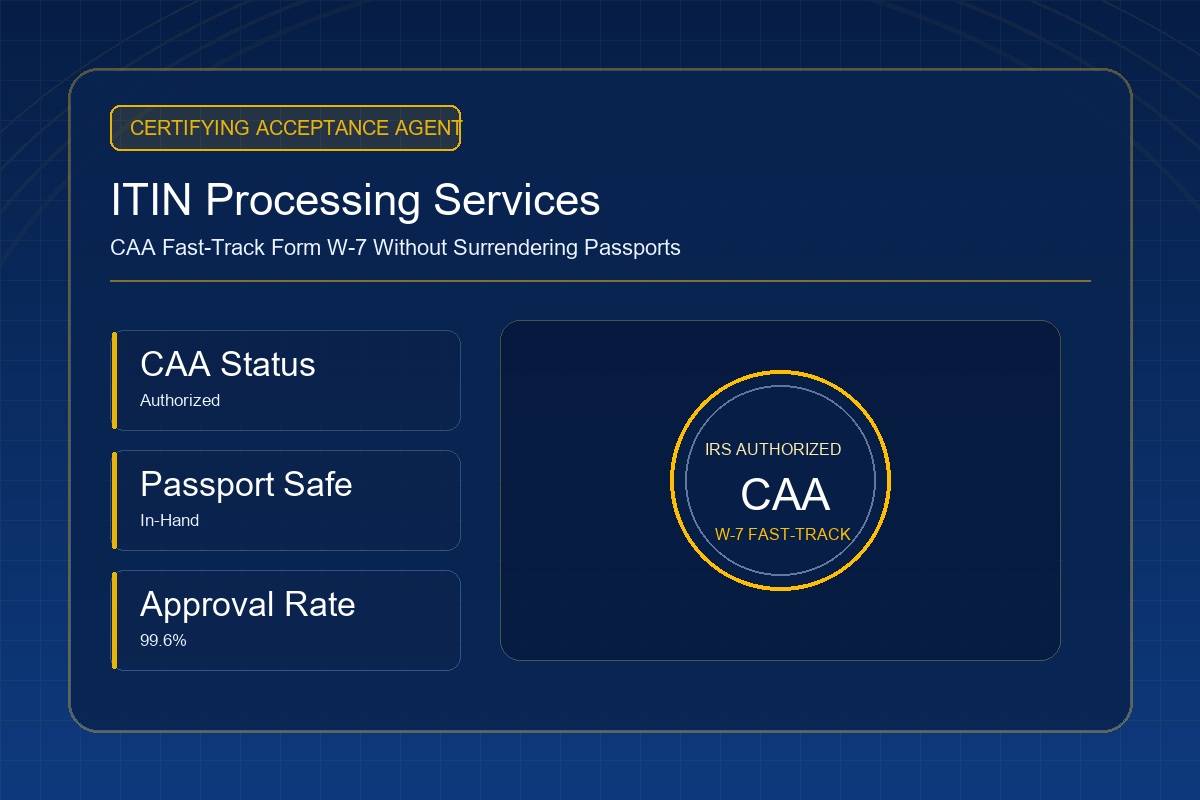 CERTIFYING ACCEPTANCE AGENT
ITIN Processing Services
CAA Fast-Track Form W-7 Without Surrendering Passports
CAA Status
Authorized
Passport Safe
In-Hand
Approval Rate
99.6%
IRS AUTHORIZED
CAA
W-7 FAST-TRACK